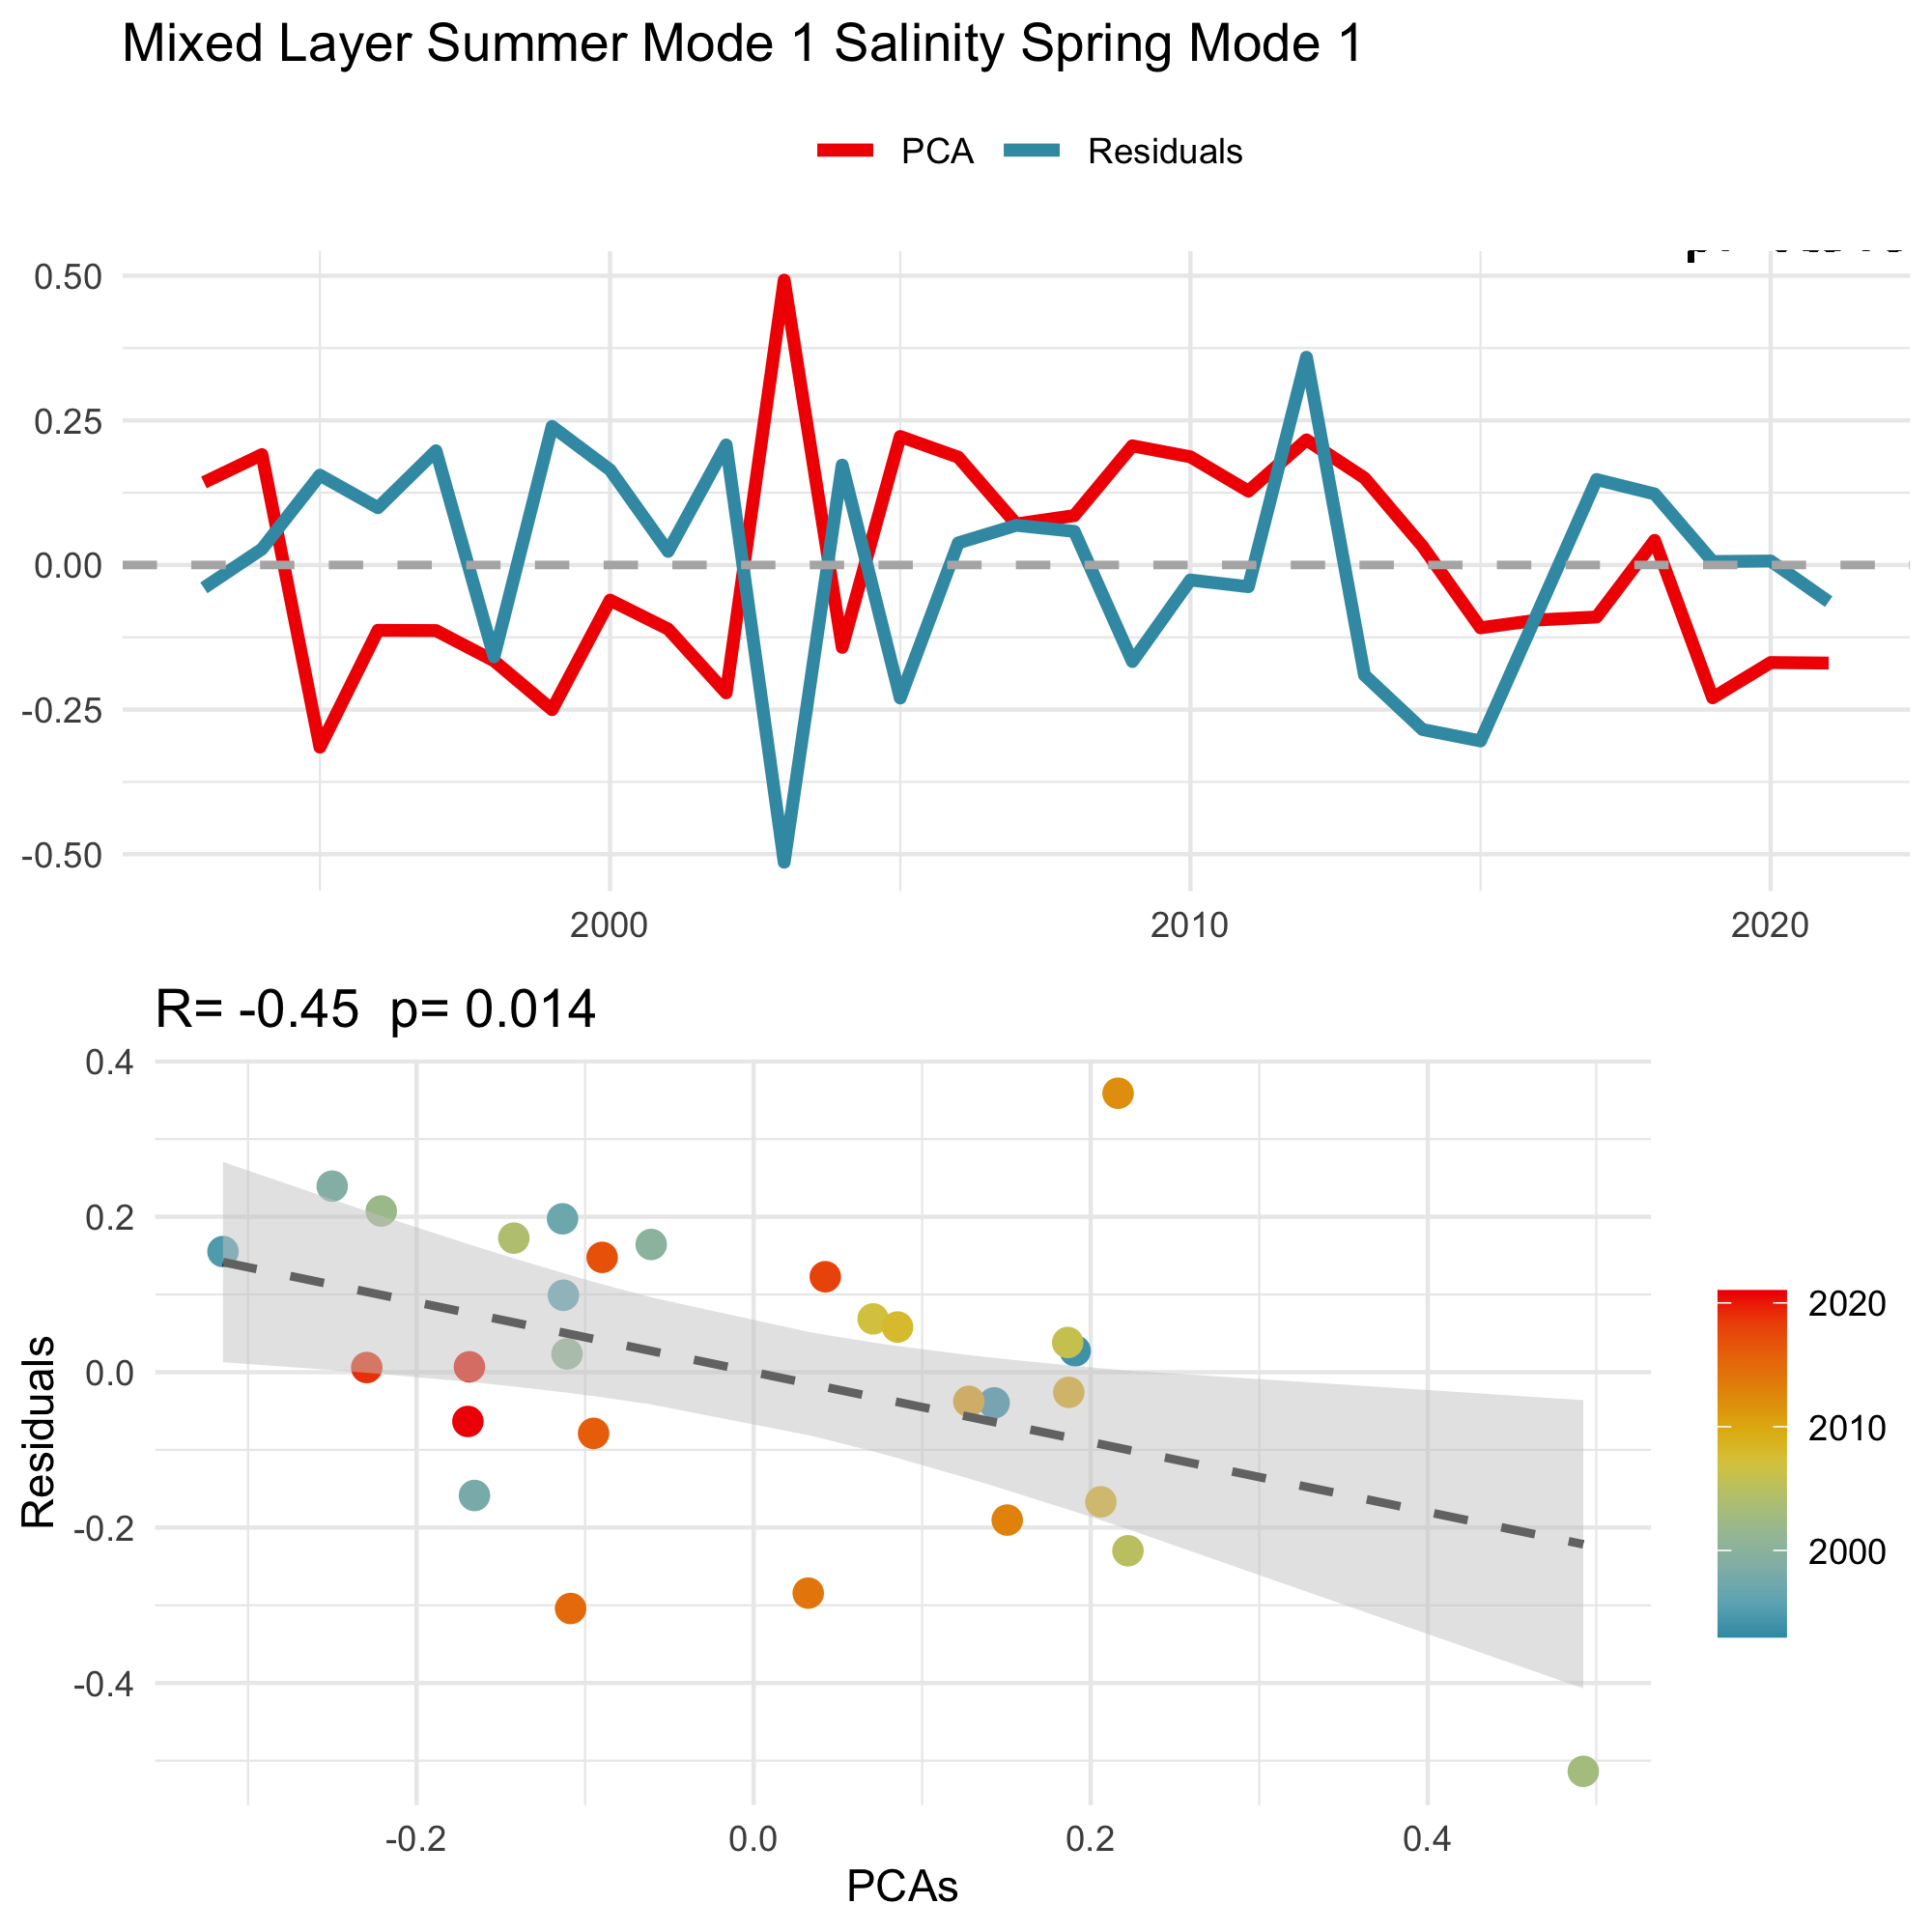 Mixed Layer Summer Mode 1 Salinity Spring Mode 1
PCA Residuals
0.50
0.25
0.00
-0.25
-0.50
2000 2010 2020
R= -0.45 p= 0.014
Residuals
0.4
0.2
0.0
-0.2
-0.4
-0.2 0.0 0.2 0.4
PCAs
2020
2010
2000